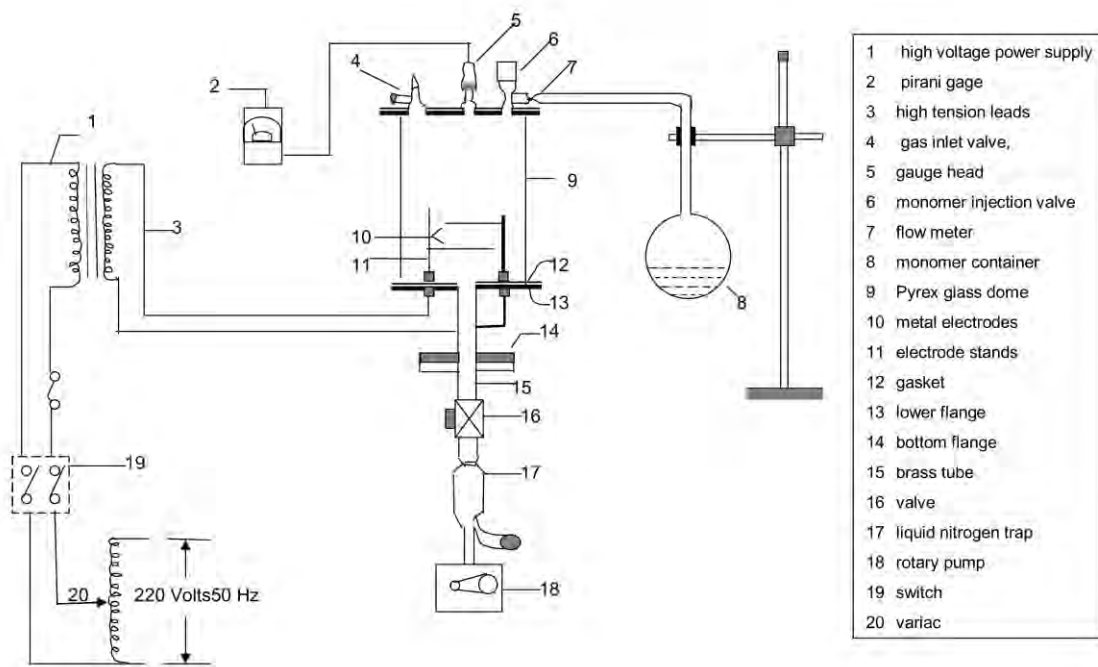 5
6
4
7
2
1
9
3
10
11
12
13
8
14
15
16
19
17
20
220 Volts50 Hz
18
1 high voltage power supply
2 pirani gage
3 high tension leads
4 gas inlet valve,
5 gauge head
6 monomer injection valve
7 flow meter
8 monomer container
9 Pyrex glass dome
10 metal electrodes
11 electrode stands
12 gasket
13 lower flange
14 bottom flange
15 brass tube
16 valve
17 liquid nitrogen trap
18 rotary pump
19 switch
20 variac